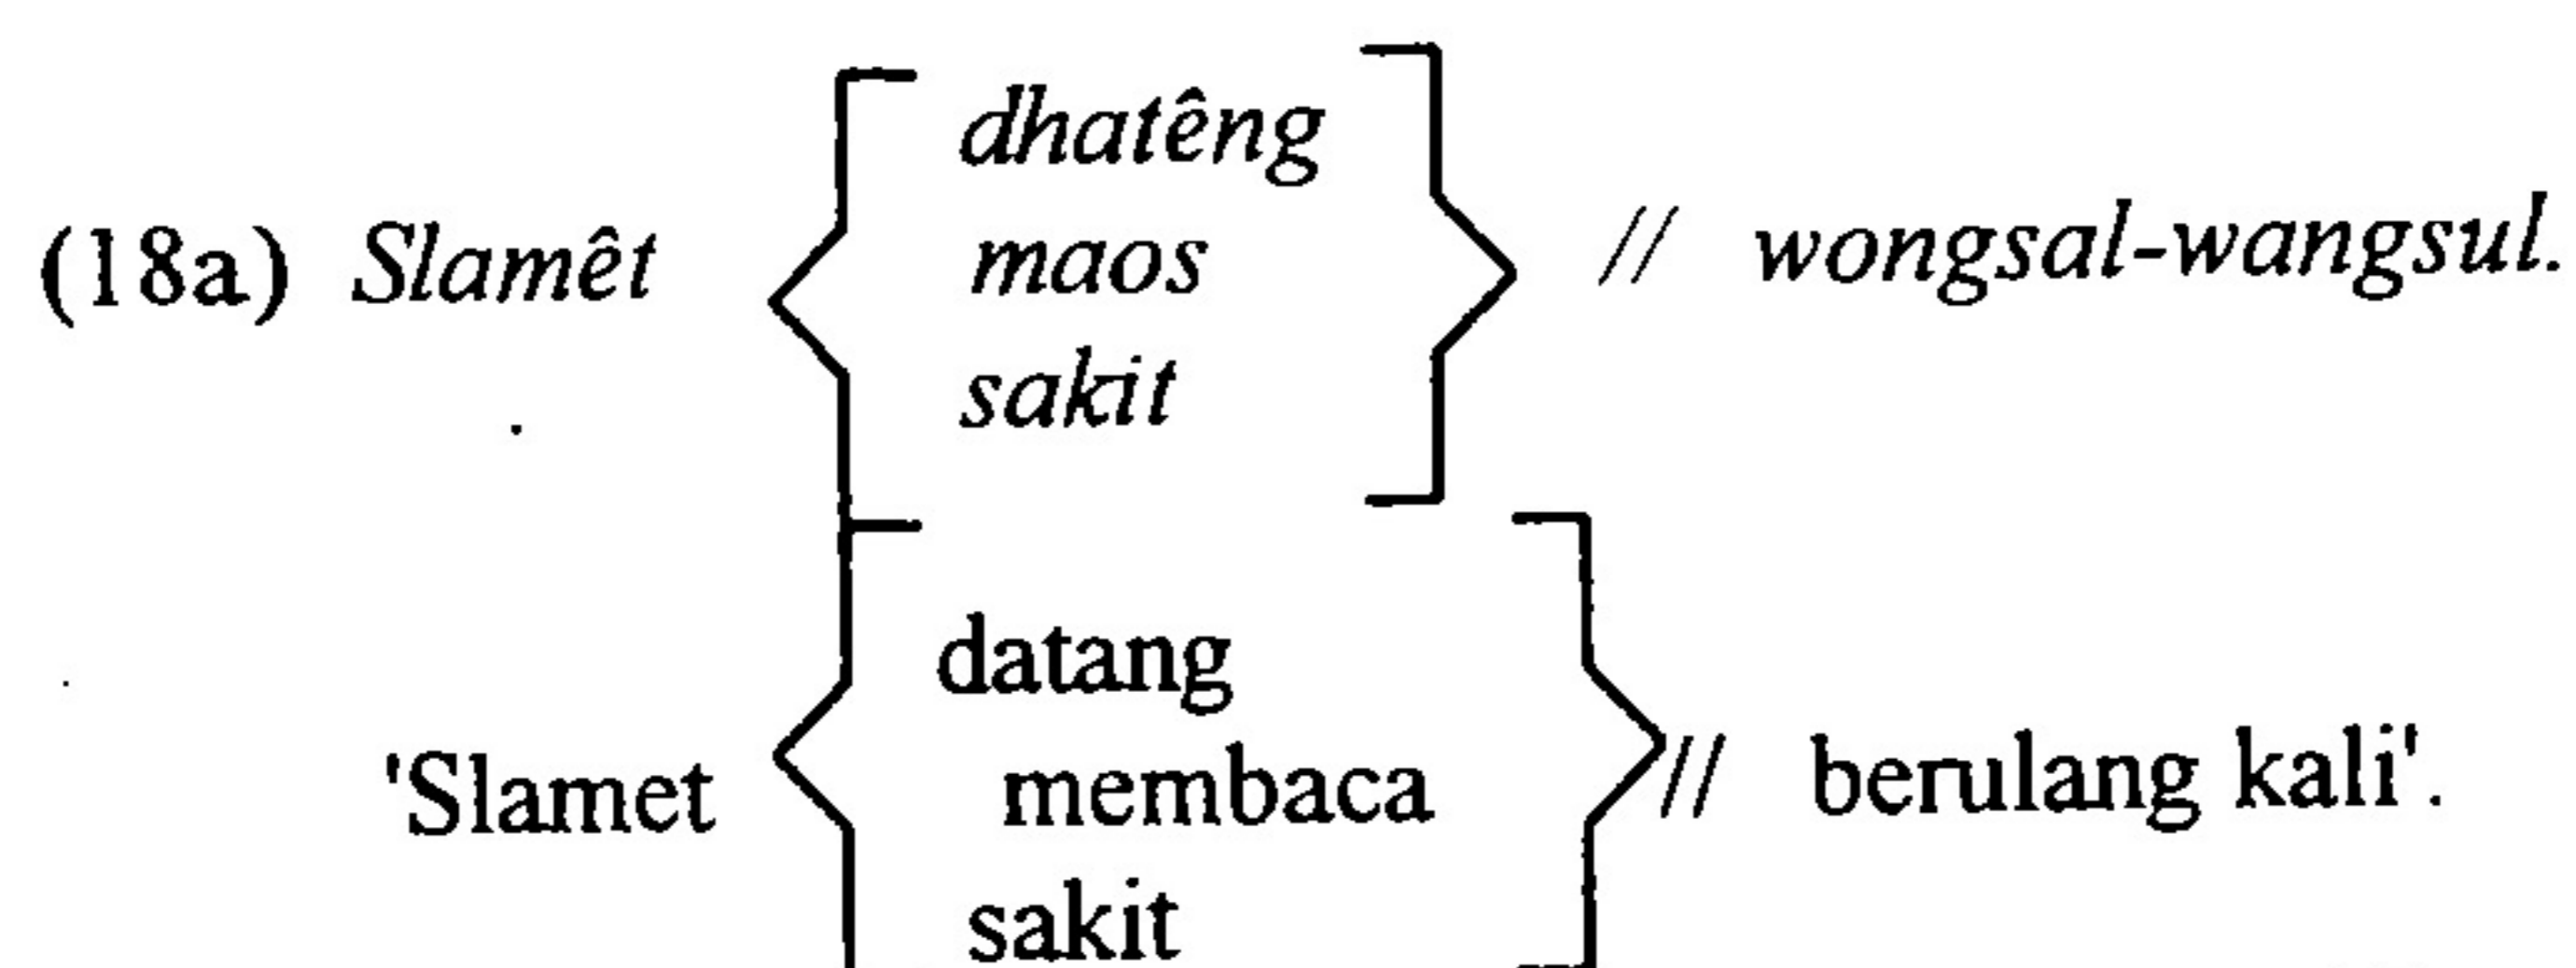 dhatêng
(18a) Slamêt maos // wongsal-wangsul.
sakit
datang
'Slamet membaca // berulang kali'.
sakit